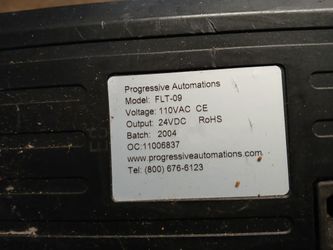 Progressive Automations
Model: FLT-09
Voltage: 110VAC CE
Output: 24VDC RoHS
Batch: 2004
OC:11006837
www.progressiveautomations.com
Tel: (800) 676-6123